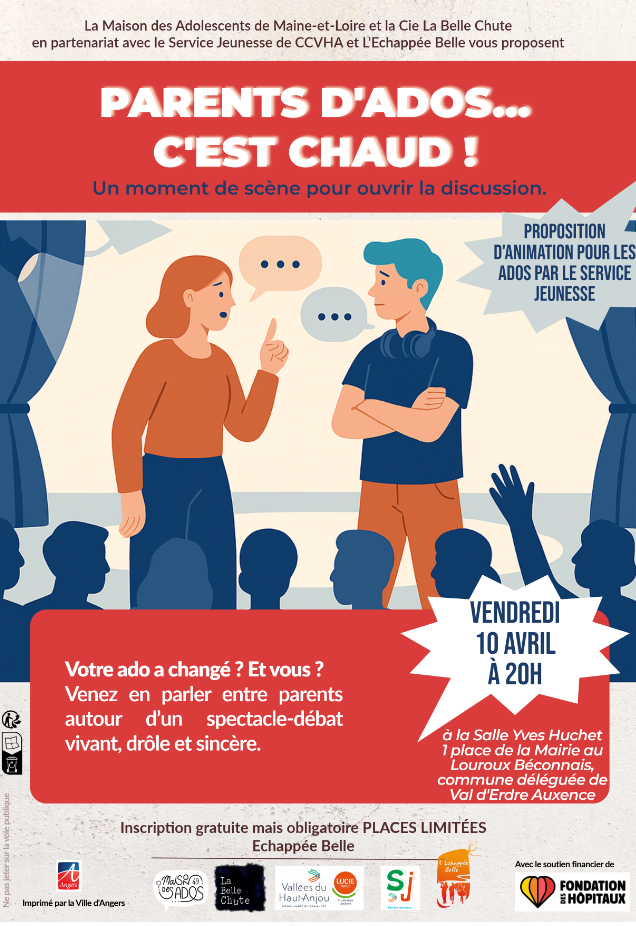 La Maison des Adolescents de Maine-et-Loire et la Cie La Belle Chute
en partenariat avec le Service Jeunesse de CCVHA et L'Echappée Belle vous proposent
PARENTS D'ADOS...
C'EST CHAUD !
Un moment de scène pour ouvrir la discussion.
PROPOSITION
D'ANIMATION POUR LES
ADOS PAR LE SERVICE
JEUNESSE
VENDREDI
10 AVRIL
À 20H
Votre ado a changé ? Et vous ?
Venez en parler entre parents
autour d'un spectacle-débat
vivant, drôle et sincère.
à la Salle Yves Huchet
1 place de la Mairie au
Louroux Béconnais,
commune déléguée de
Val d'Erdre Auxence
Ne pas jeter sur la voie publique
Inscription gratuite mais obligatoire PLACES LIMITÉES
Echappée Belle
Angers
Imprimé par la Ville d'Angers
MAISON
DES ADOS
La
Belle
Chute
Vallées du
Haut-Anjou
LUCIE
SJ
l'échappée
Belle
Avec le soutien financier de
FONDATION
DES HÔPITAUX